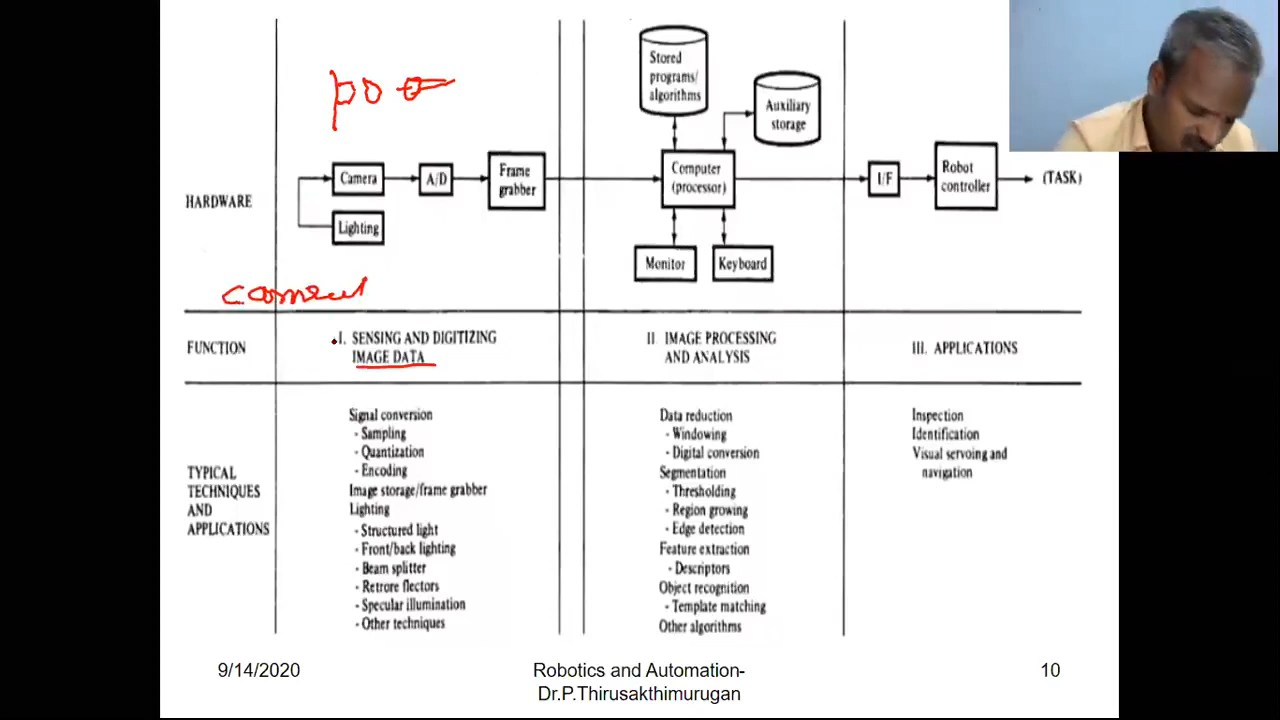 Stored
programs/
algorithms
Auxiliary
storage
HARDWARE
Camera
A/D
Frame
grabber
Computer
(processor)
I/F
Robot
controller
(TASK)
Lighting
Monitor
Keyboard
FUNCTION
I. SENSING AND DIGITIZING
IMAGE DATA
II IMAGE PROCESSING
AND ANALYSIS
III. APPLICATIONS
TYPICAL
TECHNIQUES
AND
APPLICATIONS
Signal conversion
- Sampling
- Quantization
- Encoding
Image storage/frame grabber
Lighting
- Structured light
- Front/back lighting
- Beam splitter
- Retrore flectors
- Specular illumination
- Other techniques
Data reduction
- Windowing
- Digital conversion
Segmentation
- Thresholding
- Region growing
- Edge detection
Feature extraction
- Descriptors
Object recognition
- Template matching
Other algorithms
Inspection
Identification
Visual servoing and
navigation
9/14/2020
Robotics and Automation-
Dr.P.Thirusakthimurugan
10